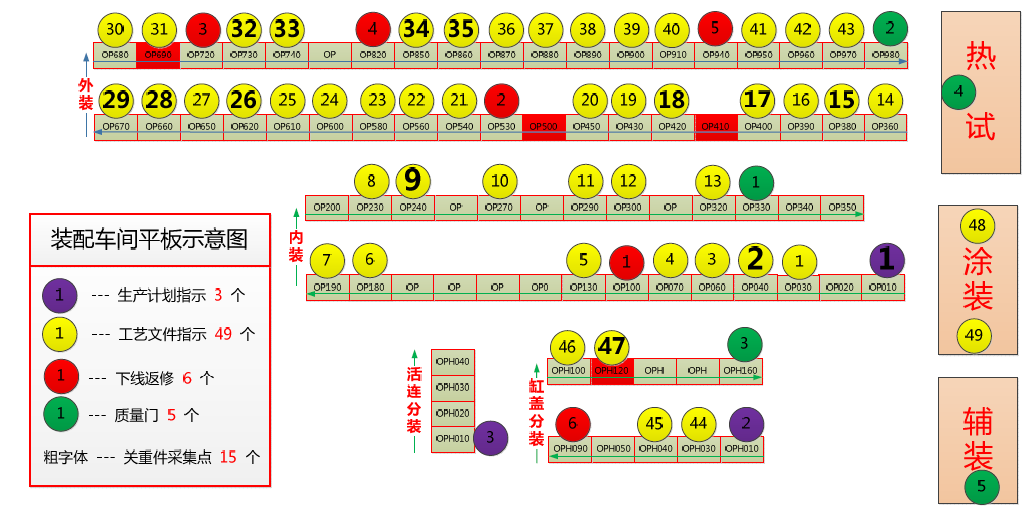 30 31 3 32 33 4 34 35 36 37 38 39 40 5 41 42 43 2
OP680 OP690 OP720 OP730 OP740 OP OP820 OP850 OP860 OP870 OP880 OP890 OP900 OP910 OP940 OP950 OP960 OP970 OP980
外装
29 28 27 26 25 24 23 22 21 2 20 19 18 17 16 15 14
OP670 OP660 OP650 OP620 OP610 OP600 OP580 OP560 OP540 OP530 OP500 OP450 OP430 OP420 OP410 OP400 OP390 OP380 OP360
8 9 10 11 12 13 1
OP200 OP230 OP240 OP OP270 OP OP290 OP300 OP OP320 OP330 OP340 OP350
内装
7 6 5 1 4 3 2 1 1
OP190 OP180 OP OP OP OP0 OP130 OP100 OP070 OP060 OP040 OP030 OP020 OP010
装配车间平板示意图
1 --- 生产计划指示 3 个
1 --- 工艺文件指示 49 个
1 --- 下线返修 6 个
1 --- 质量门 5 个
粗字体 --- 关重件采集点 15 个
活连分装
OPH040
OPH030
OPH020
OPH010 3
46 47 3
OPH100 OPH120 OPH OPH OPH160
缸盖分装
6 45 44 2
OPH090 OPH050 OPH040 OPH030 OPH010
热试
4
48
涂装
49
辅装
5